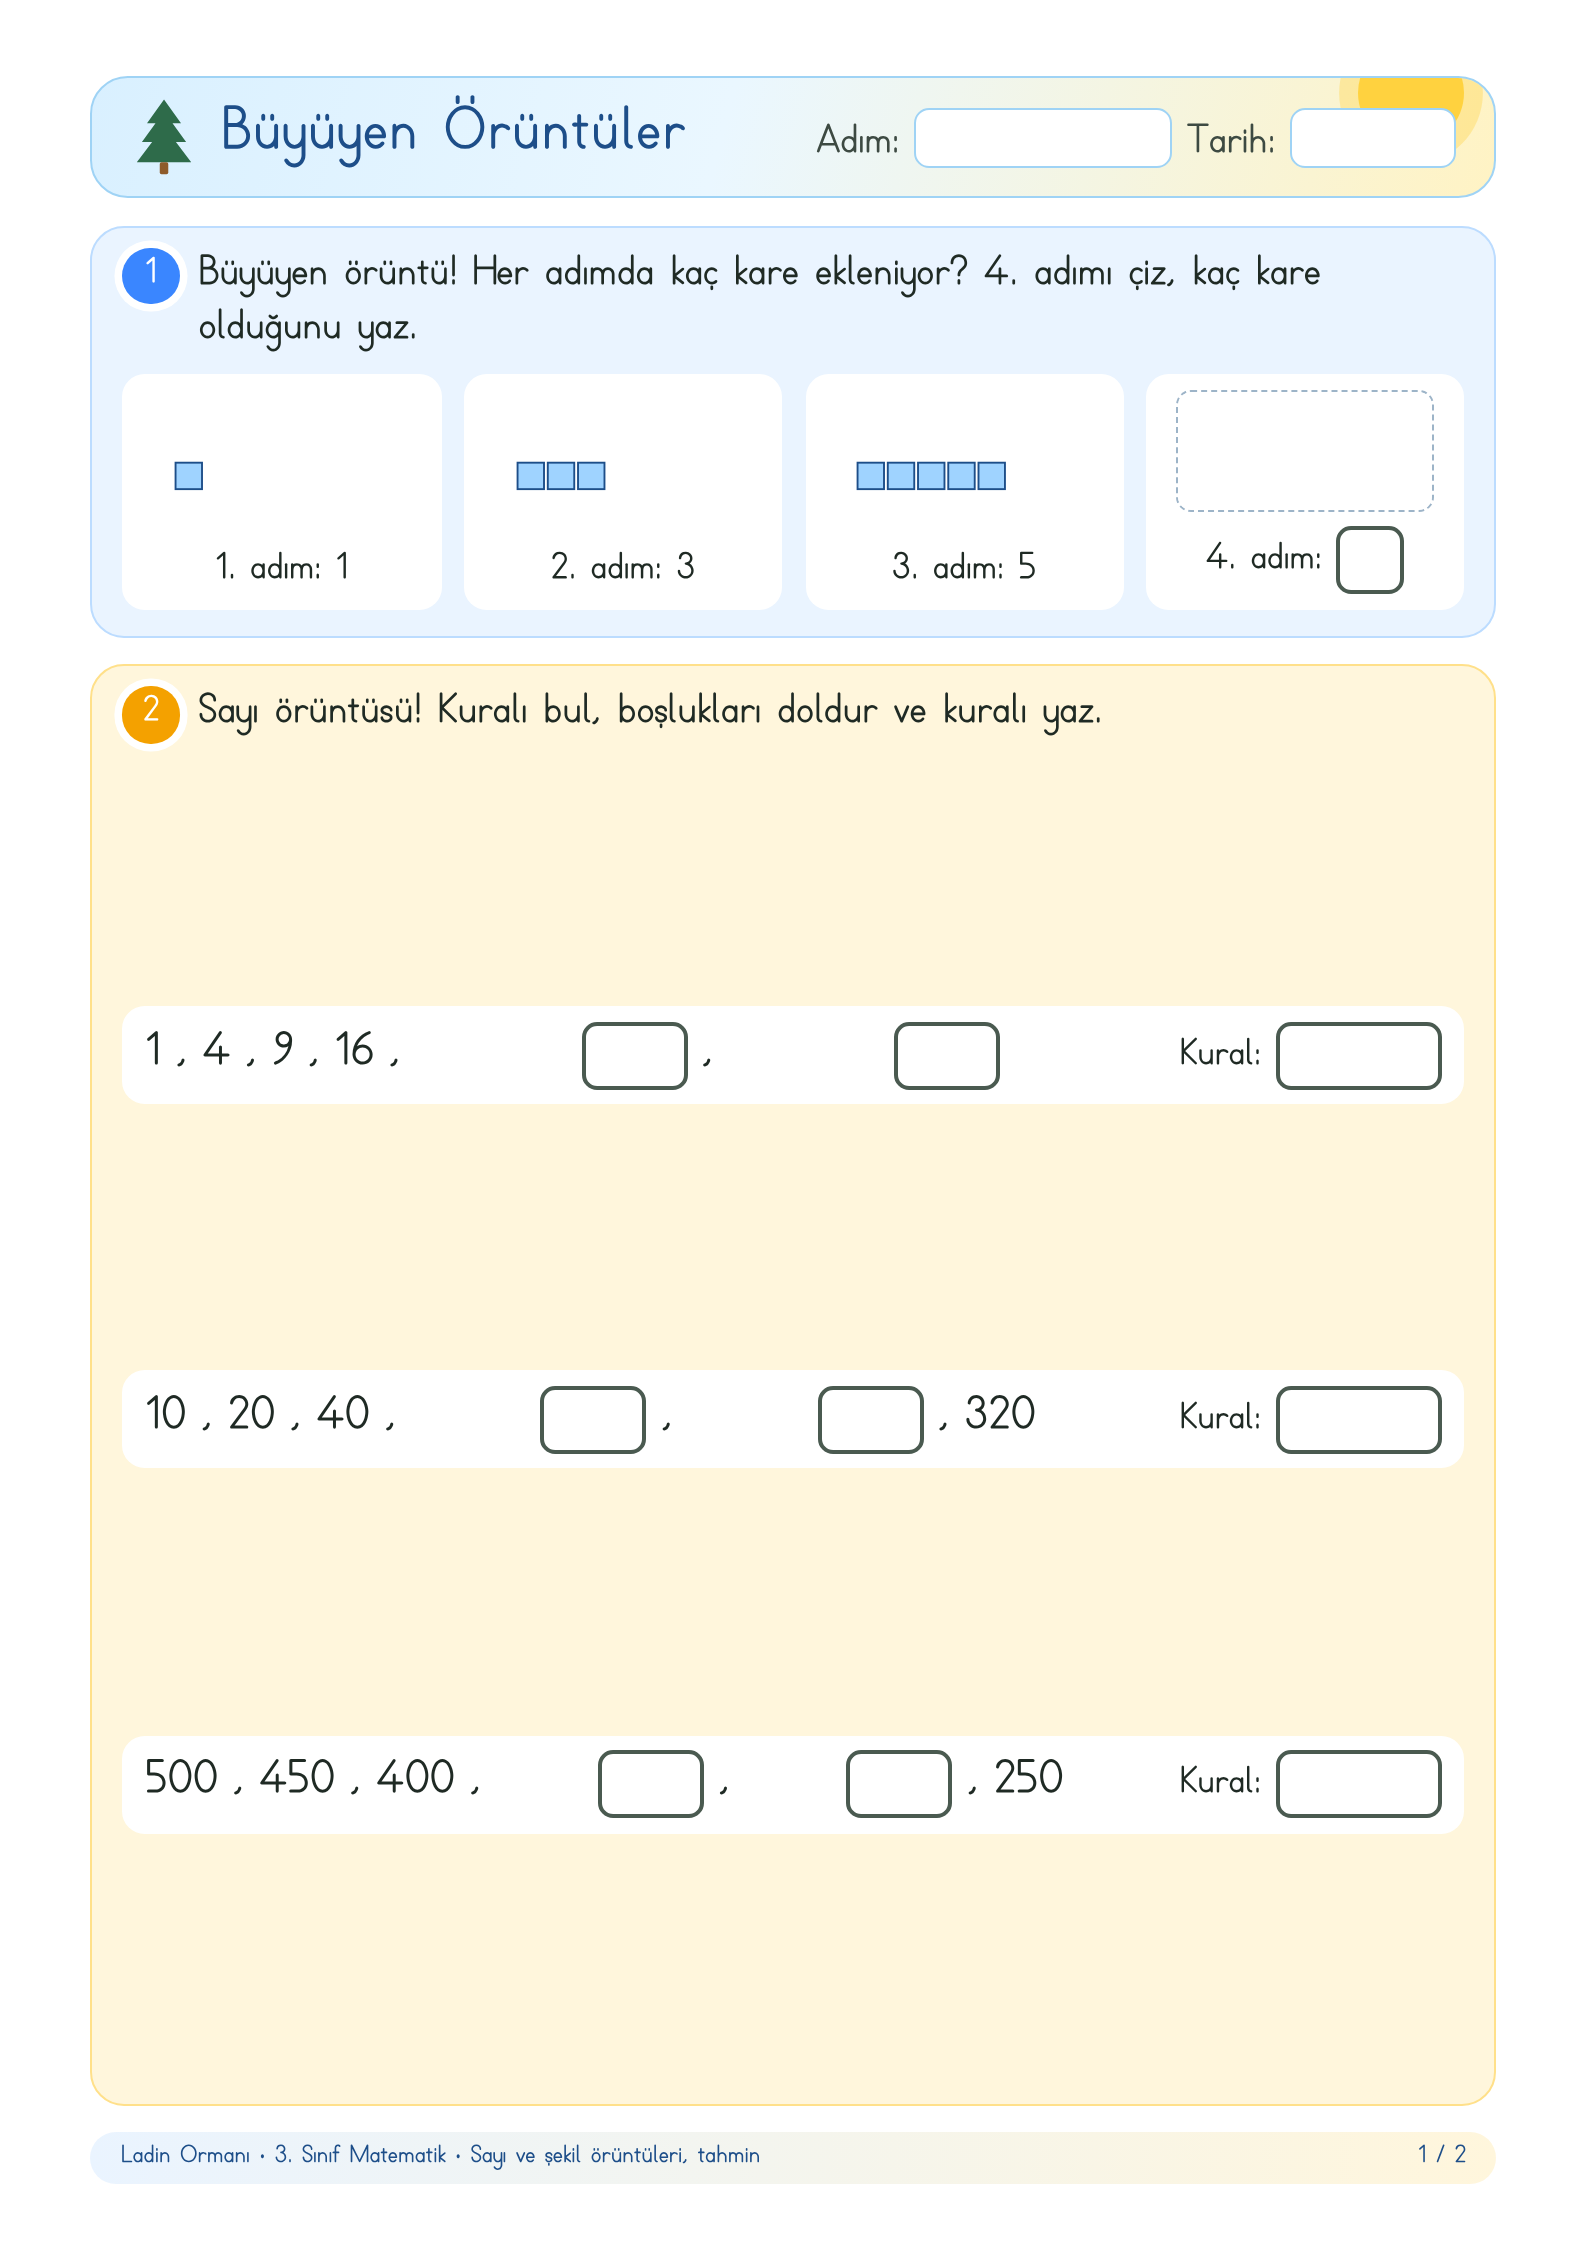 Büyüyen Örüntüler
Adım:
Tarih:
1
Büyüyen örüntü! Her adımda kaç kare ekleniyor? 4. adımı çiz, kaç kare
olduğunu yaz.
1. adım: 1
2. adım: 3
3. adım: 5
4. adım:
2
Sayı örüntüsü! Kuralı bul, boşlukları doldur ve kuralı yaz.
1 , 4 , 9 , 16 , , Kural:
10 , 20 , 40 , , , 320 Kural:
500 , 450 , 400 , , , 250 Kural:
Ladin Ormanı • 3. Sınıf Matematik • Sayı ve şekil örüntüleri, tahmin
1 / 2